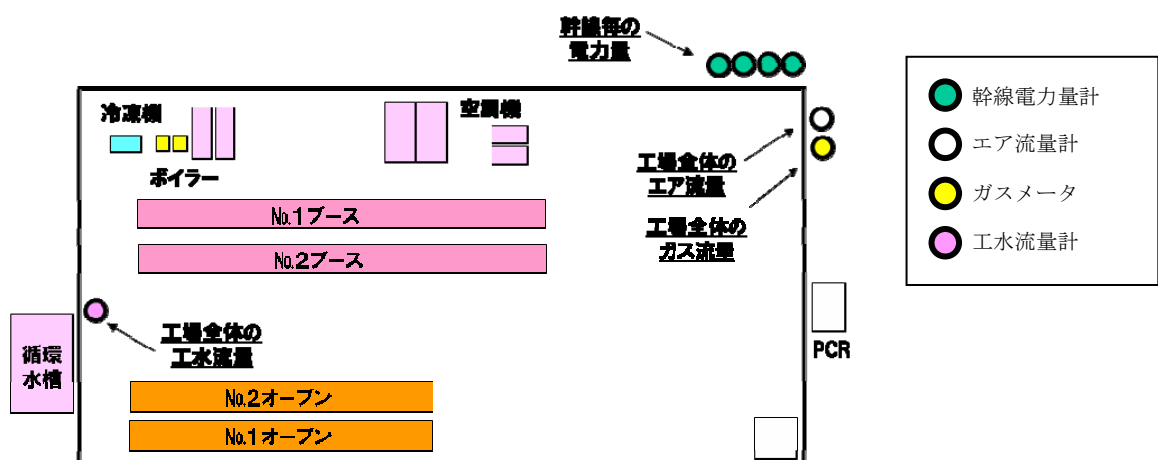 幹線毎の
電力量
冷凍機
空調機
ボイラー
工場全体の
エア流量
工場全体の
ガス流量
No.1ブース
No.2ブース
工場全体の
工水流量
循環
水槽
PCR
No.2オーブン
No.1オーブン
幹線電力量計
エア流量計
ガスメータ
工水流量計